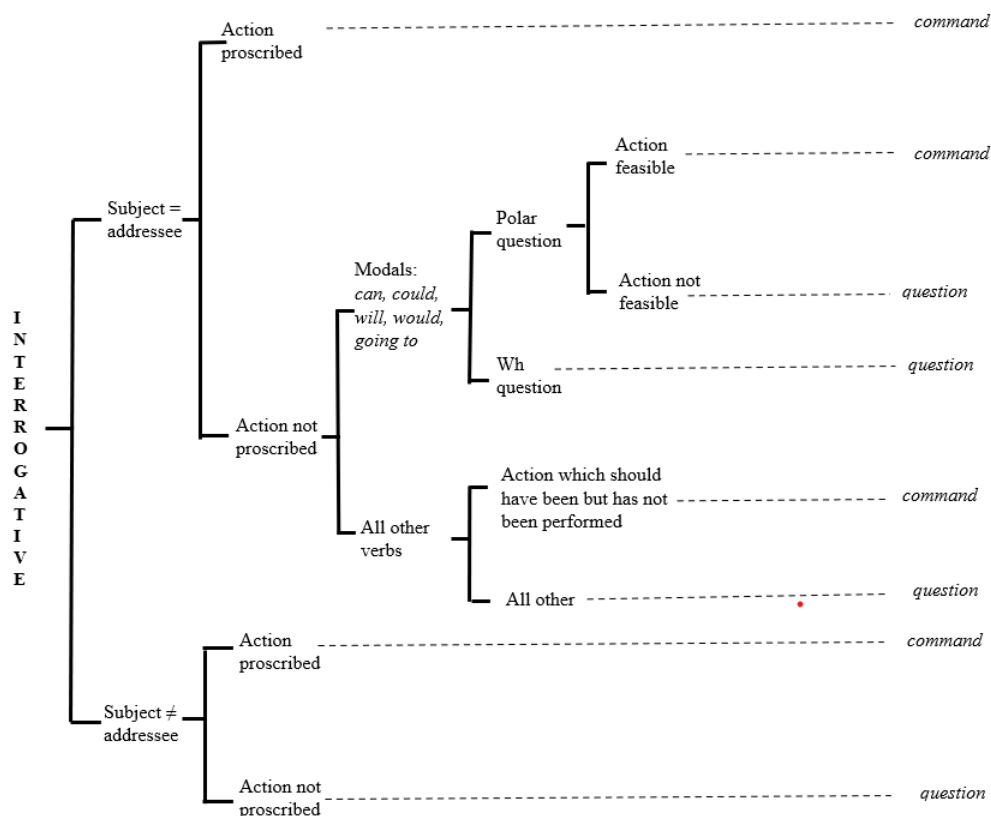 Action
proscribed
command
Action
feasible
command
Subject =
addressee
Polar
question
Modals:
can, could,
will, would,
going to
Action not
feasible
question
Wh
question
question
INTERROGATIVE
Action not
proscribed
Action which should
have been but has not
been performed
command
All other
verbs
All other
question
Action
proscribed
command
Subject ≠
addressee
Action not
proscribed
question